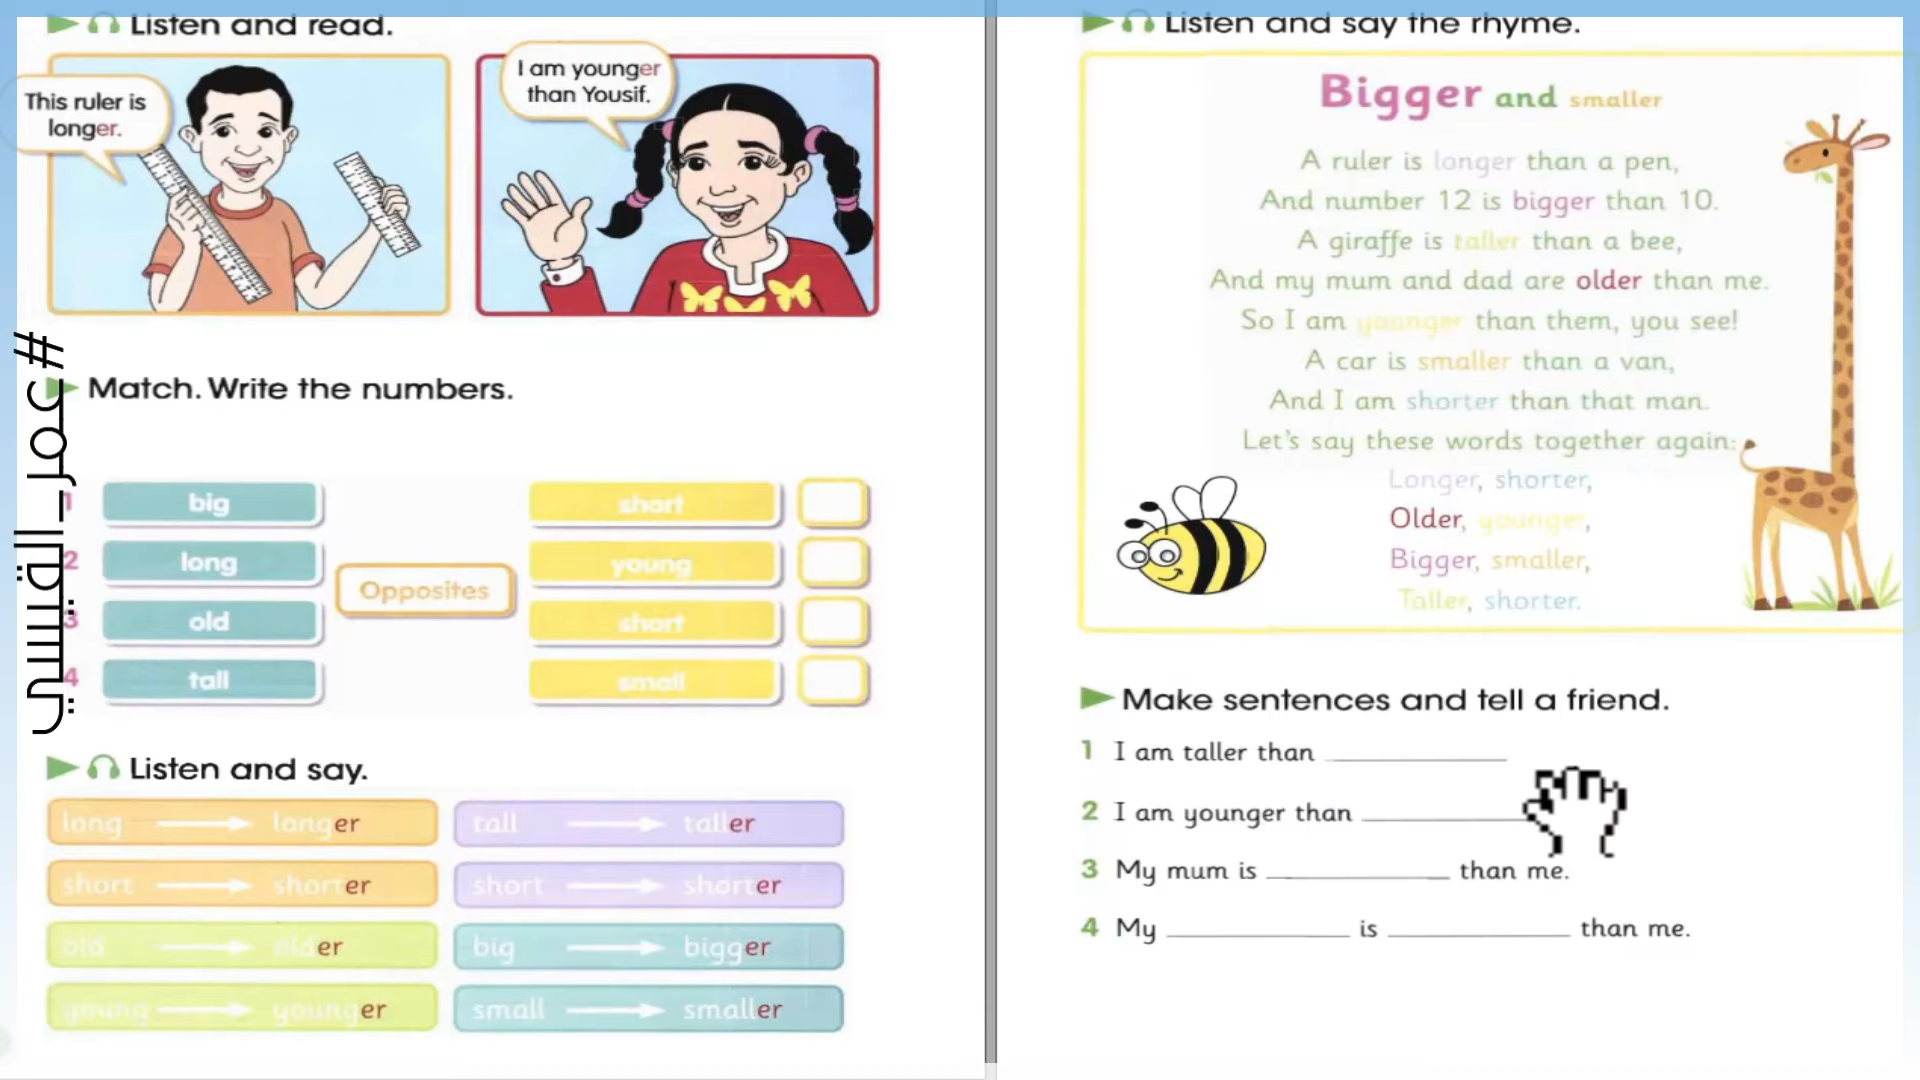 Listen and read.
This ruler is
longer.
I am younger
than Yousif.
Match. Write the numbers.
1 big
2 long
3 old
4 tall
Opposites
short
young
short
small
Listen and say.
long longer
tall taller
short shorter
short shorter
old older
big bigger
young younger
small smaller
#حور_القيسي
Listen and say the rhyme.
Bigger and smaller
A ruler is longer than a pen,
And number 12 is bigger than 10.
A giraffe is taller than a bee,
And my mum and dad are older than me.
So I am younger than them, you see!
A car is smaller than a van,
And I am shorter than that man.
Let's say these words together again:
Longer, shorter,
Older, younger,
Bigger, smaller,
Taller, shorter.
Make sentences and tell a friend.
1 I am taller than
2 I am younger than
3 My mum is than me.
4 My is than me.